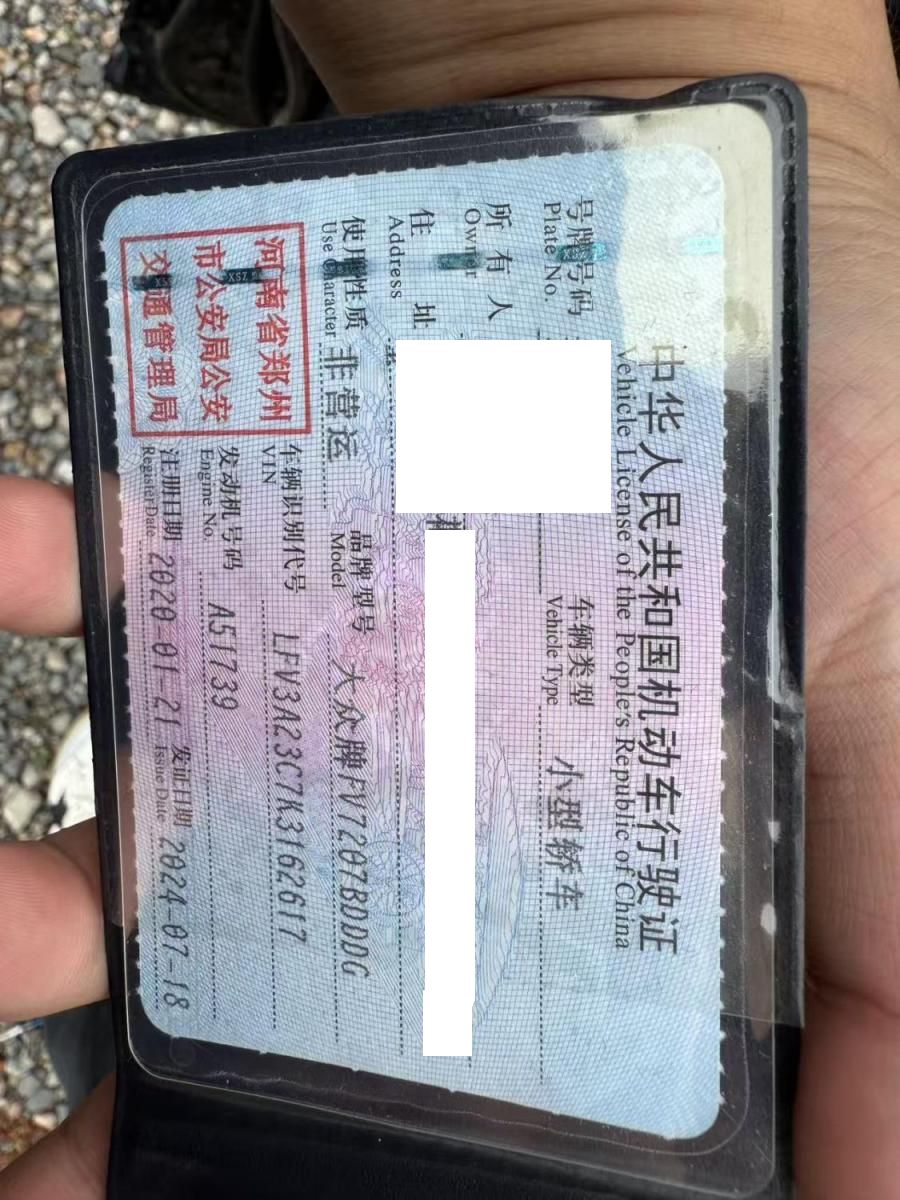 中华人民共和国机动车行驶证
Vehicle License of the People's Republic of China
号牌号码
Plate No.
车辆类型 小型轿车
Vehicle Type
所有人
Owner
住址
Address
使用性质 非营运
Use Character
品牌型号 大众牌FV7207BDDDG
Model
车辆识别代号 LFV3A23C7K3162617
VIN
发动机号码 A51739
Engine No.
注册日期 2020-01-21 发证日期 2024-07-18
Register Date Issue Date
河南省郑州
市公安局公安
交通管理局